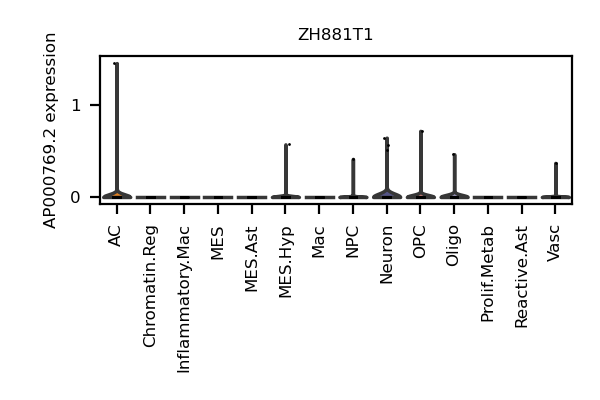 ZH881T1
AP000769.2 expression
1
0
AC
Chromatin.Reg
Inflammatory.Mac
MES
MES.Ast
MES.Hyp
Mac
NPC
Neuron
OPC
Oligo
Prolif.Metab
Reactive.Ast
Vasc